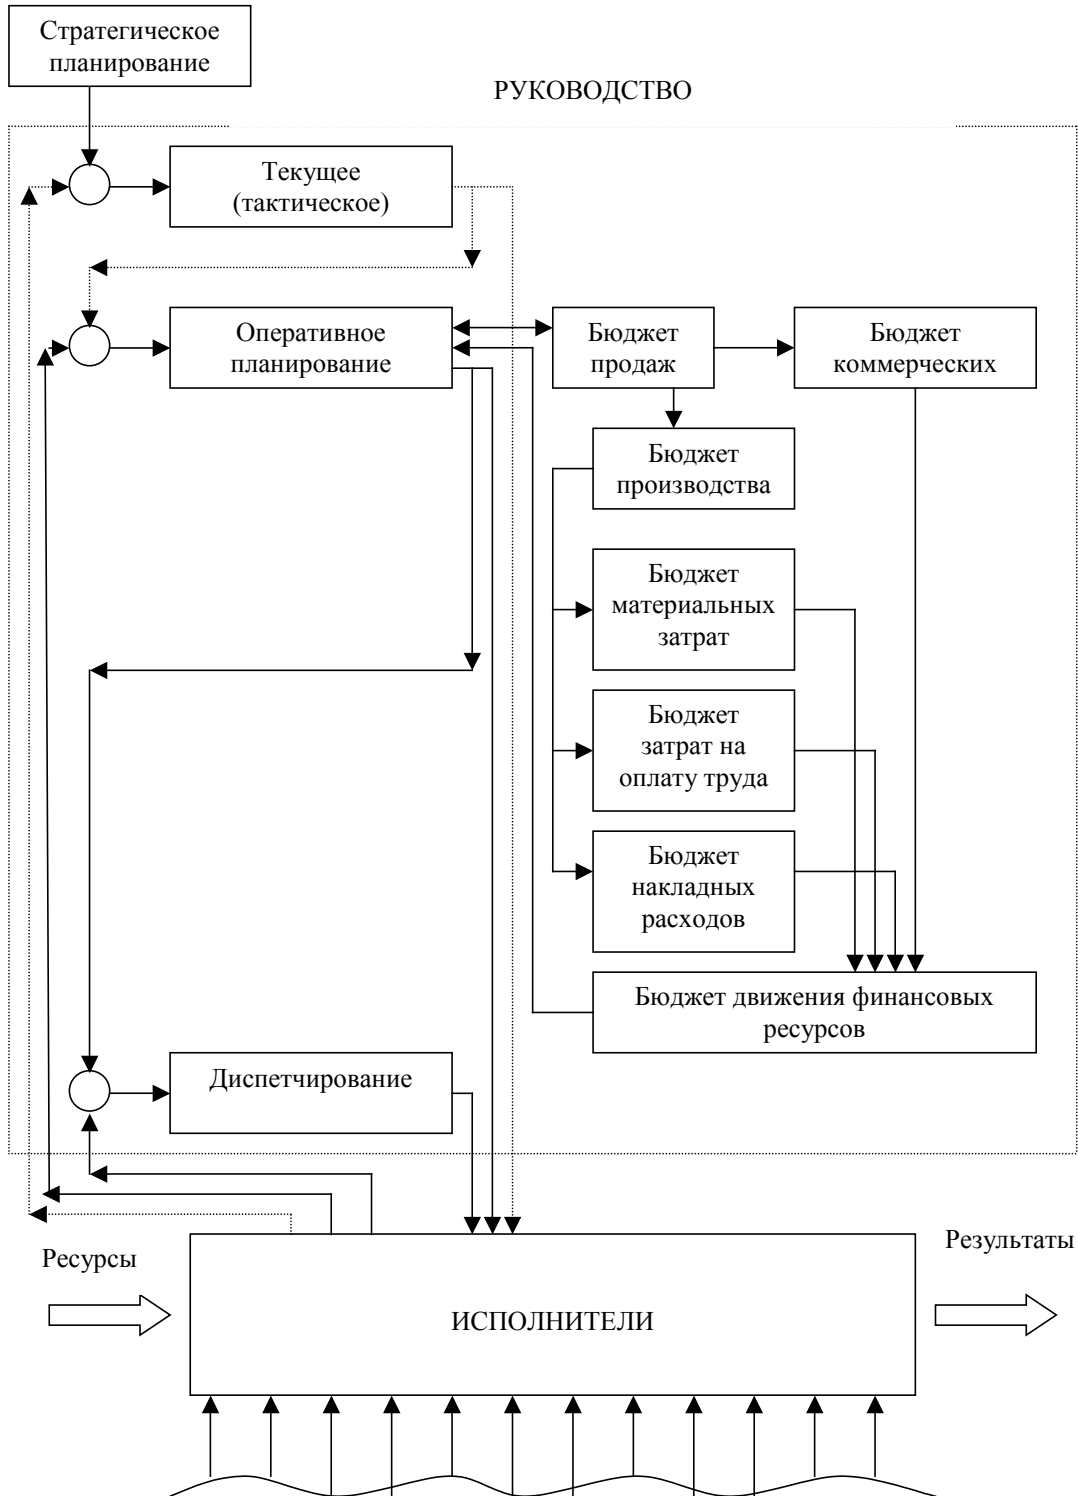 Стратегическое
планирование
РУКОВОДСТВО
Текущее
(тактическое)
Оперативное
планирование
Бюджет
продаж
Бюджет
коммерческих
Бюджет
производства
Бюджет
материальных
затрат
Бюджет
затрат на
оплату труда
Бюджет
накладных
расходов
Бюджет движения финансовых
ресурсов
Диспетчирование
Ресурсы
Результаты
ИСПОЛНИТЕЛИ